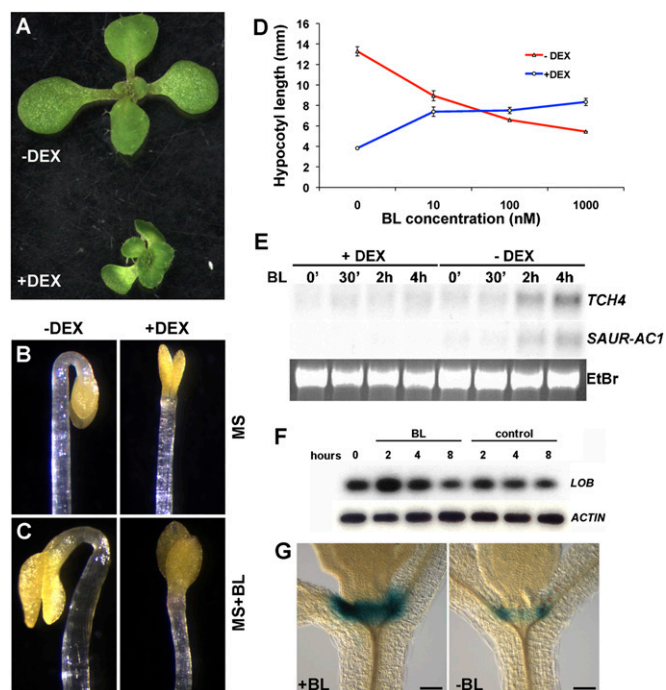 A
-DEX
+DEX
-DEX +DEX
B
MS
C
MS+BL
D
Hypocotyl length (mm)
16
14
12
10
8
6
4
2
0
- DEX
+DEX
0 10 100 1000
BL concentration (nM)
E
+ DEX - DEX
BL 0' 30' 2h 4h 0' 30' 2h 4h
TCH4
SAUR-AC1
EtBr
F
BL control
hours 0 2 4 8 2 4 8
LOB
ACTIN
G
+BL
-BL